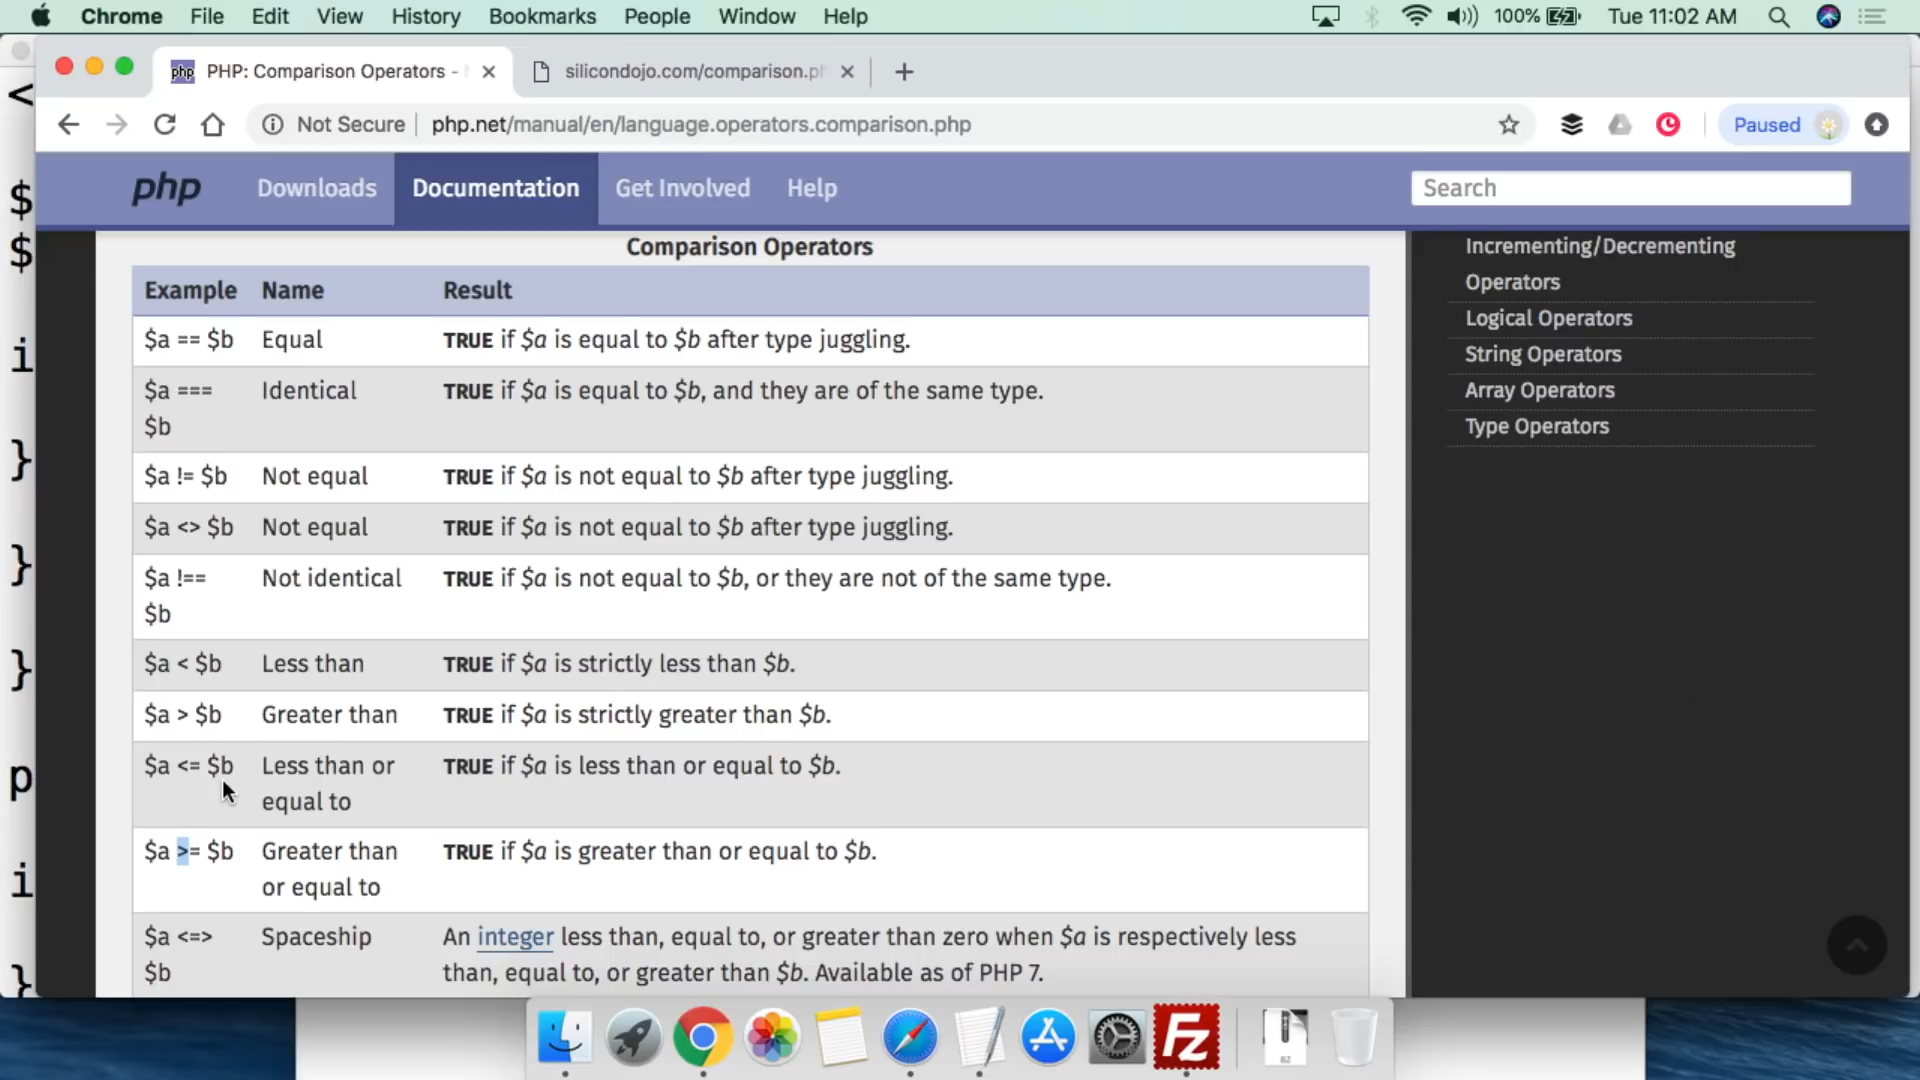 Chrome File Edit View History Bookmarks People Window Help 100% Tue 11:02 AM
php PHP: Comparison Operators - silicondojo.com/comparison.ph
Not Secure php.net/manual/en/language.operators.comparison.php Paused
php Downloads Documentation Get Involved Help Search
Comparison Operators
Example Name Result
$a == $b Equal TRUE if $a is equal to $b after type juggling.
$a === Identical TRUE if $a is equal to $b, and they are of the same type.
$b
$a != $b Not equal TRUE if $a is not equal to $b after type juggling.
$a <> $b Not equal TRUE if $a is not equal to $b after type juggling.
$a !== Not identical TRUE if $a is not equal to $b, or they are not of the same type.
$b
$a < $b Less than TRUE if $a is strictly less than $b.
$a > $b Greater than TRUE if $a is strictly greater than $b.
$a <= $b Less than or TRUE if $a is less than or equal to $b.
equal to
$a >= $b Greater than TRUE if $a is greater than or equal to $b.
or equal to
$a <=> Spaceship An integer less than, equal to, or greater than zero when $a is respectively less
$b than, equal to, or greater than $b. Available as of PHP 7.
Incrementing/Decrementing
Operators
Logical Operators
String Operators
Array Operators
Type Operators
<
$
$
i
}
}
}
p
i
}
FZ
BZ